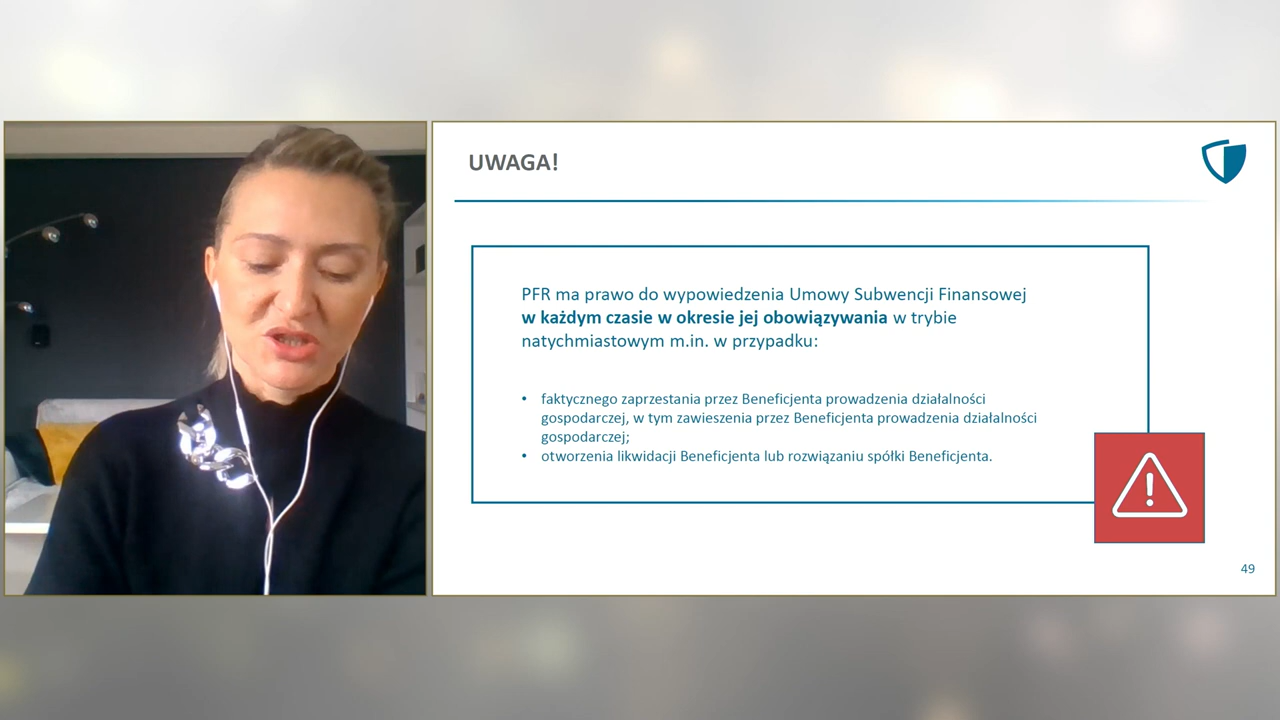 UWAGA!
PFR ma prawo do wypowiedzenia Umowy Subwencji Finansowej
w każdym czasie w okresie jej obowiązywania w trybie
natychmiastowym m.in. w przypadku:
• faktycznego zaprzestania przez Beneficjenta prowadzenia działalności
gospodarczej, w tym zawieszenia przez Beneficjenta prowadzenia działalności
gospodarczej;
• otworzenia likwidacji Beneficjenta lub rozwiązaniu spółki Beneficjenta.
49